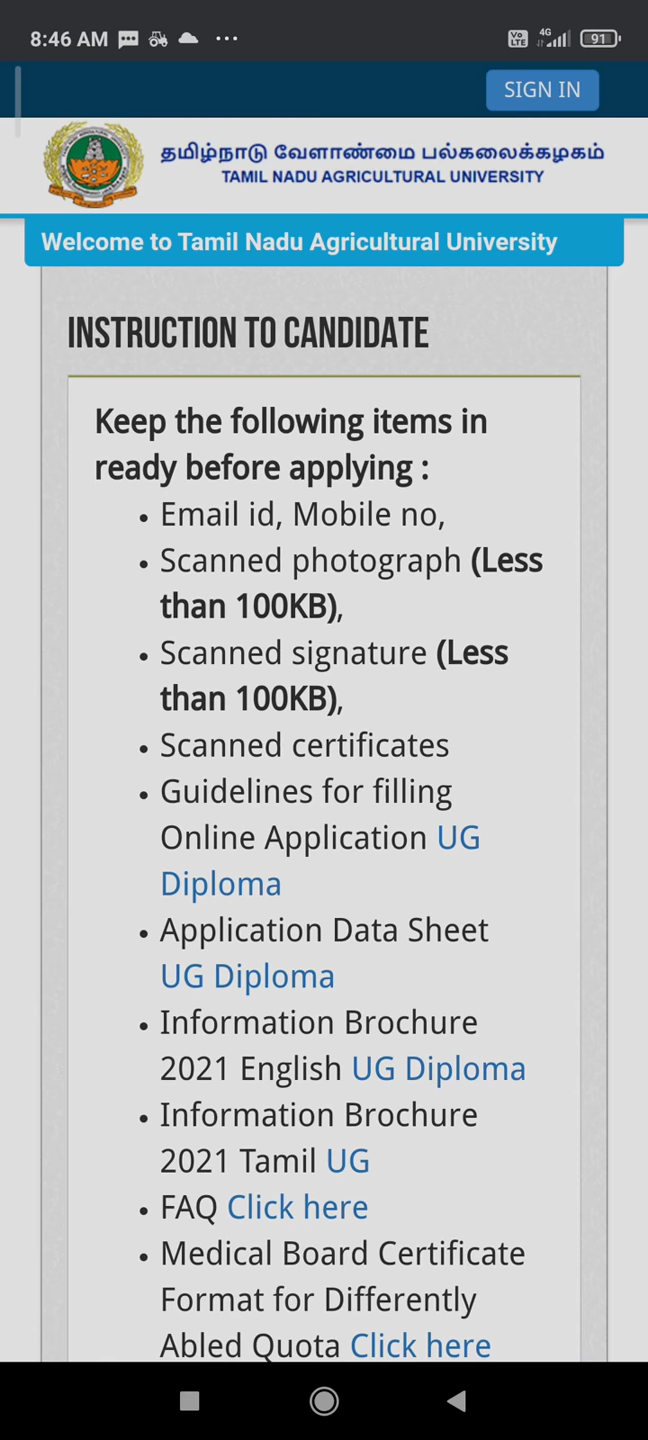 8:46 AM
Vo
LTE
4G
91
SIGN IN
தமிழ்நாடு வேளாண்மை பல்கலைக்கழகம்
TAMIL NADU AGRICULTURAL UNIVERSITY
Welcome to Tamil Nadu Agricultural University
INSTRUCTION TO CANDIDATE
Keep the following items in
ready before applying :
• Email id, Mobile no,
• Scanned photograph (Less
than 100KB),
• Scanned signature (Less
than 100KB),
• Scanned certificates
• Guidelines for filling
Online Application UG
Diploma
• Application Data Sheet
UG Diploma
• Information Brochure
2021 English UG Diploma
• Information Brochure
2021 Tamil UG
• FAQ Click here
• Medical Board Certificate
Format for Differently
Abled Quota Click here